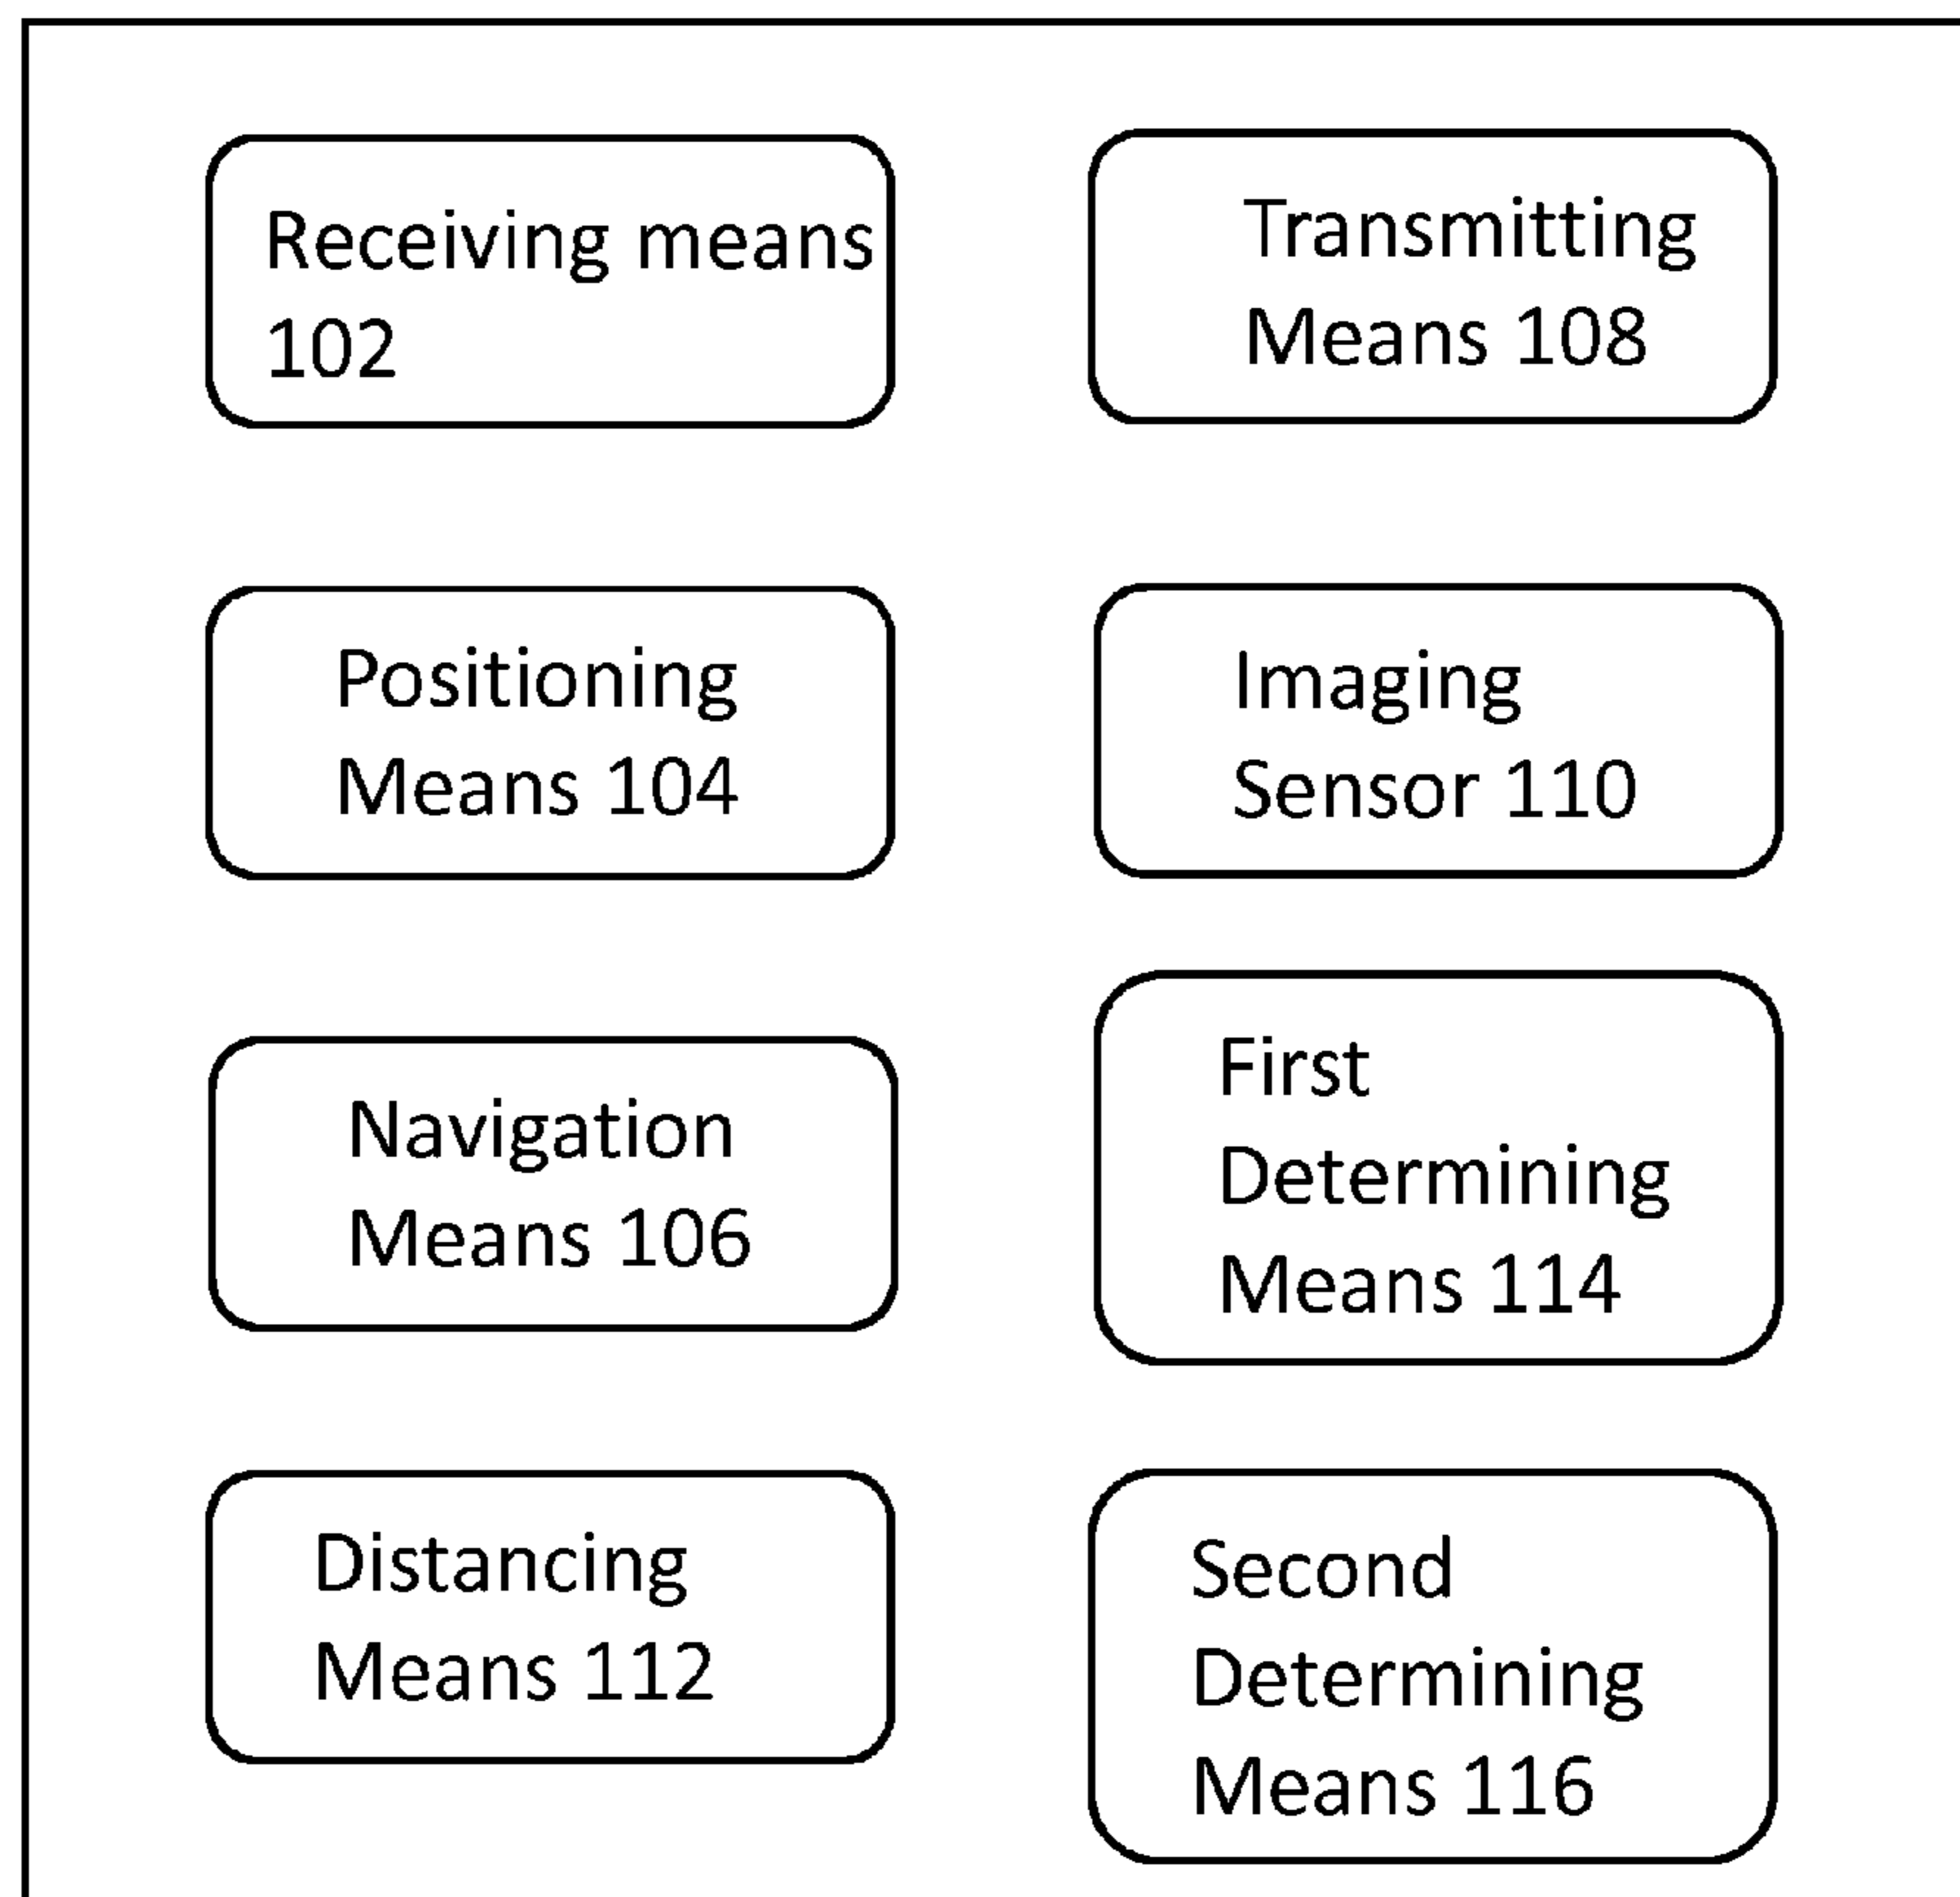 Receiving means
102
Transmitting
Means 108
Positioning
Means 104
Imaging
Sensor 110
Navigation
Means 106
First
Determining
Means 114
Distancing
Means 112
Second
Determining
Means 116